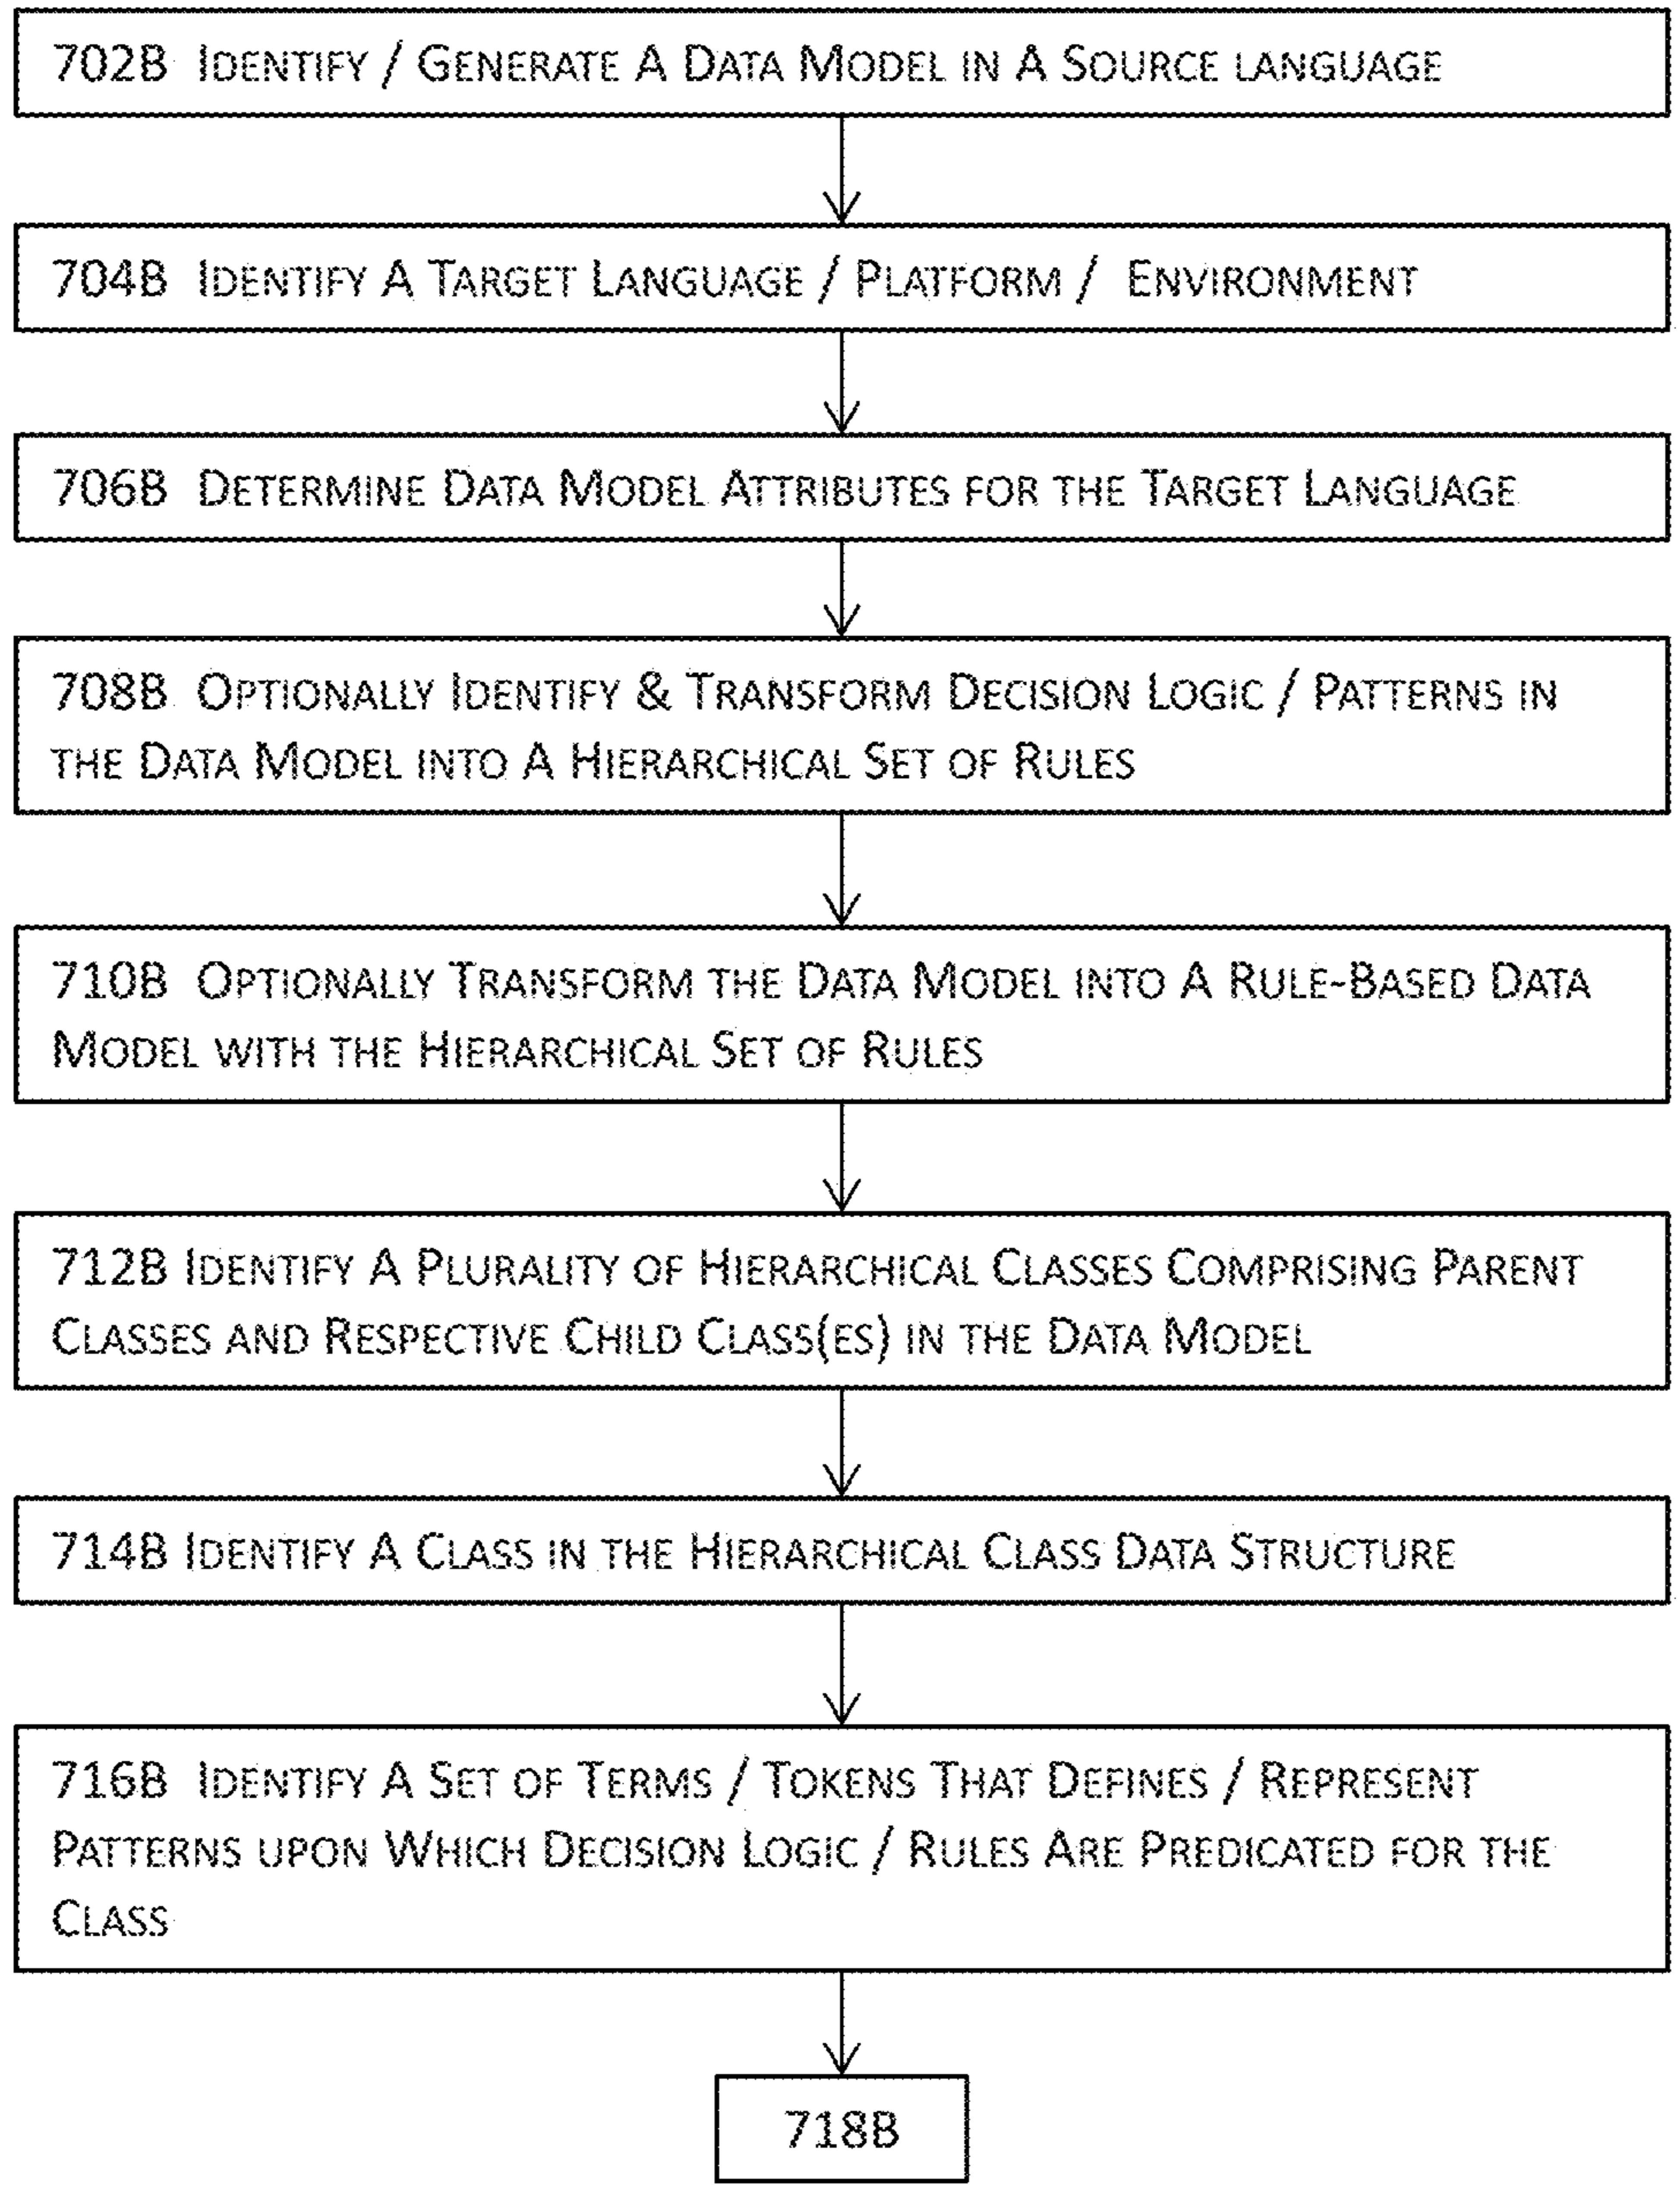 702B Identify / Generate A Data Model in A Source language
704B Identify A Target Language / Platform / Environment
706B Determine Data Model Attributes for the Target Language
708B Optionally Identify & Transform Decision Logic / Patterns in
the Data Model into A Hierarchical Set of Rules
710B Optionally Transform the Data Model into A Rule-Based Data
Model with the Hierarchical Set of Rules
712B Identify A Plurality of Hierarchical Classes Comprising Parent
Classes and Respective Child Class(es) in the Data Model
714B Identify A Class in the Hierarchical Class Data Structure
716B Identify A Set of Terms / Tokens That Defines / Represent
Patterns upon Which Decision Logic / Rules Are Predicated for the
Class
718B